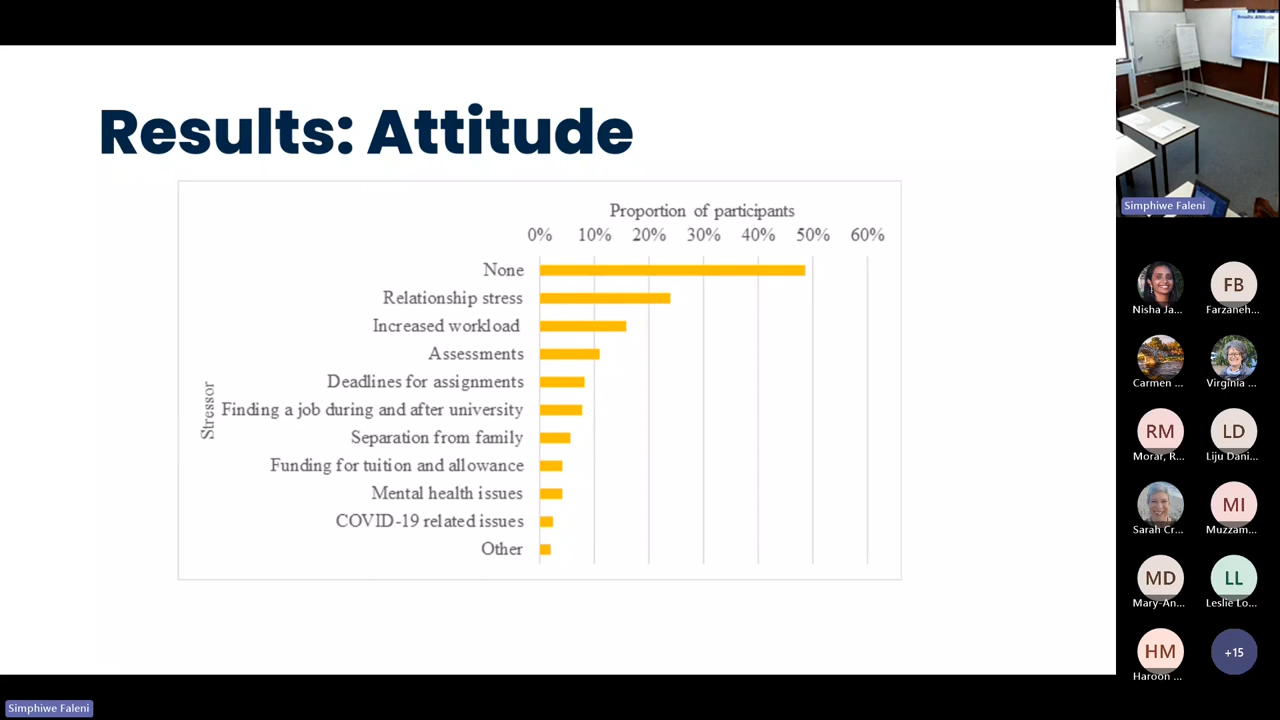 Results: Attitude
Proportion of participants
0% 10% 20% 30% 40% 50% 60%
Stressor
None
Relationship stress
Increased workload
Assessments
Deadlines for assignments
Finding a job during and after university
Separation from family
Funding for tuition and allowance
Mental health issues
COVID-19 related issues
Other
Simphiwe Faleni
Results: Attitude
Simphiwe Faleni
Nisha Ja...
FB
Farzaneh...
Carmen ...
Virginia ...
RM
Morar, R...
LD
Liju Dani...
Sarah Cr...
MI
Muzzam...
MD
Mary-An...
LL
Leslie Lo...
HM
Haroon ...
+15